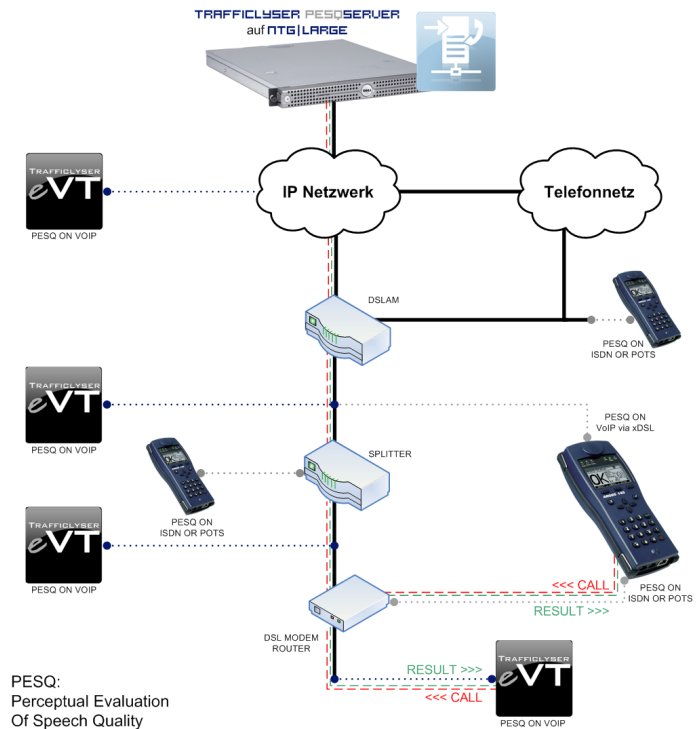 TRAFFICLYSER PESQSERVER
auf NTG|LARGE
DELL
IP Netzwerk
Telefonnetz
TRAFFICLYSER
eVT
PESQ ON VOIP
DSLAM
PESQ ON
ISDN OR POTS
TRAFFICLYSER
eVT
PESQ ON VOIP
PESQ ON
VoIP via xDSL
SPLITTER
OK
PESQ ON
ISDN OR POTS
TRAFFICLYSER
eVT
PESQ ON VOIP
<<< CALL
PESQ ON
ISDN OR POTS
RESULT >>>
DSL MODEM
ROUTER
RESULT >>>
<<< CALL
TRAFFICLYSER
eVT
PESQ ON VOIP
PESQ:
Perceptual Evaluation
Of Speech Quality